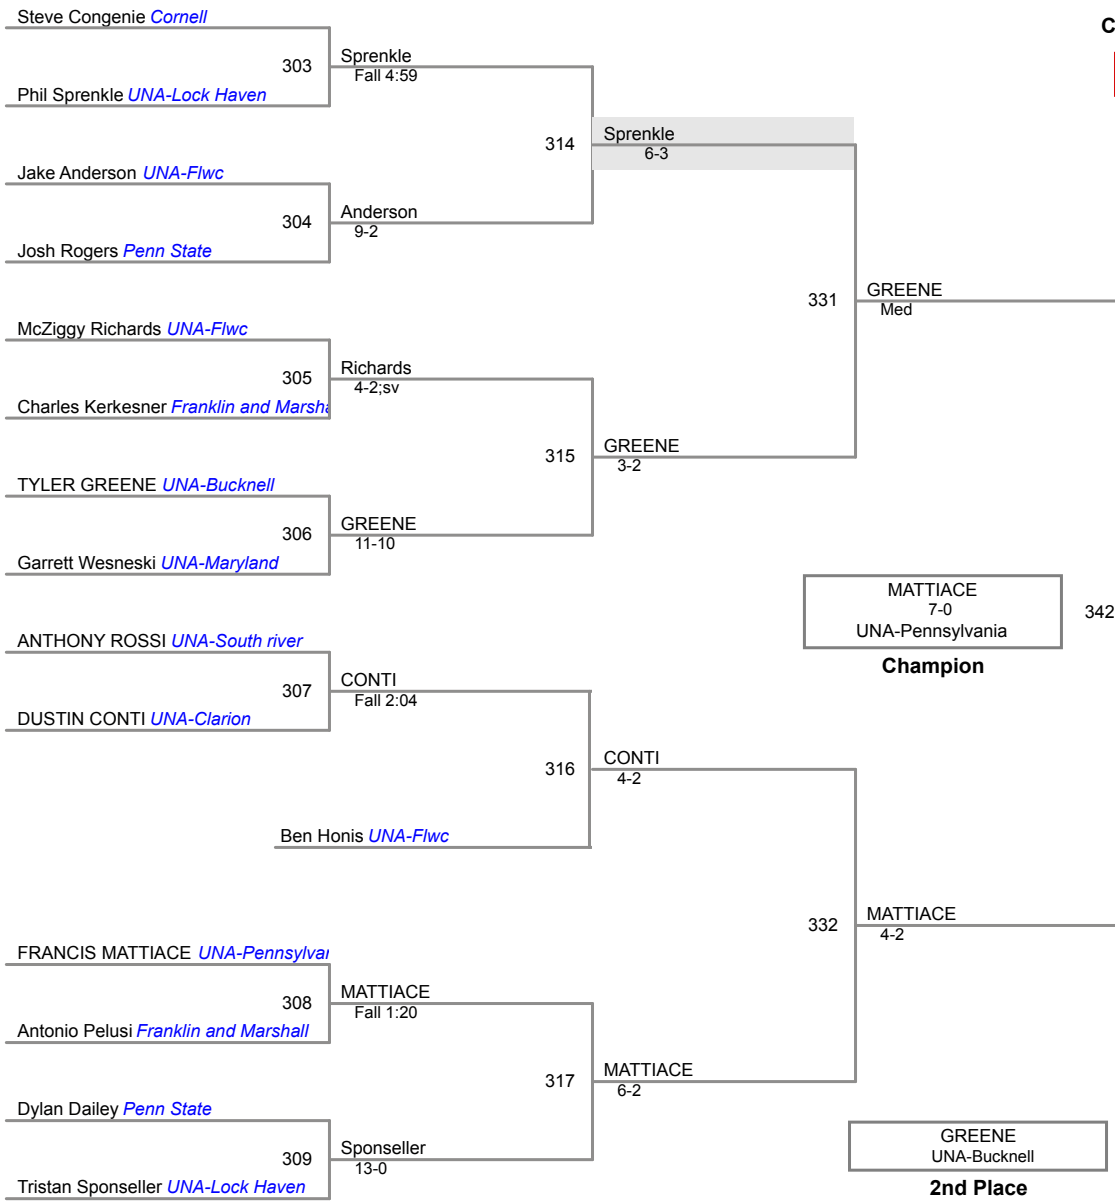 Steve Congenie Cornell
C
303
Sprenkle
Fall 4:59
Phil Sprenkle UNA-Lock Haven
314
Sprenkle
6-3
Jake Anderson UNA-Flwc
304
Anderson
9-2
Josh Rogers Penn State
331
GREENE
Med
McZiggy Richards UNA-Flwc
305
Richards
4-2;sv
Charles Kerkesner Franklin and Marsha
315
GREENE
3-2
TYLER GREENE UNA-Bucknell
306
GREENE
11-10
Garrett Wesneski UNA-Maryland
MATTIACE
7-0
UNA-Pennsylvania
342
Champion
ANTHONY ROSSI UNA-South river
307
CONTI
Fall 2:04
DUSTIN CONTI UNA-Clarion
316
CONTI
4-2
Ben Honis UNA-Flwc
332
MATTIACE
4-2
FRANCIS MATTIACE UNA-Pennsylvan
308
MATTIACE
Fall 1:20
Antonio Pelusi Franklin and Marshall
317
MATTIACE
6-2
Dylan Dailey Penn State
309
Sponseller
13-0
Tristan Sponseller UNA-Lock Haven
GREENE
UNA-Bucknell
2nd Place